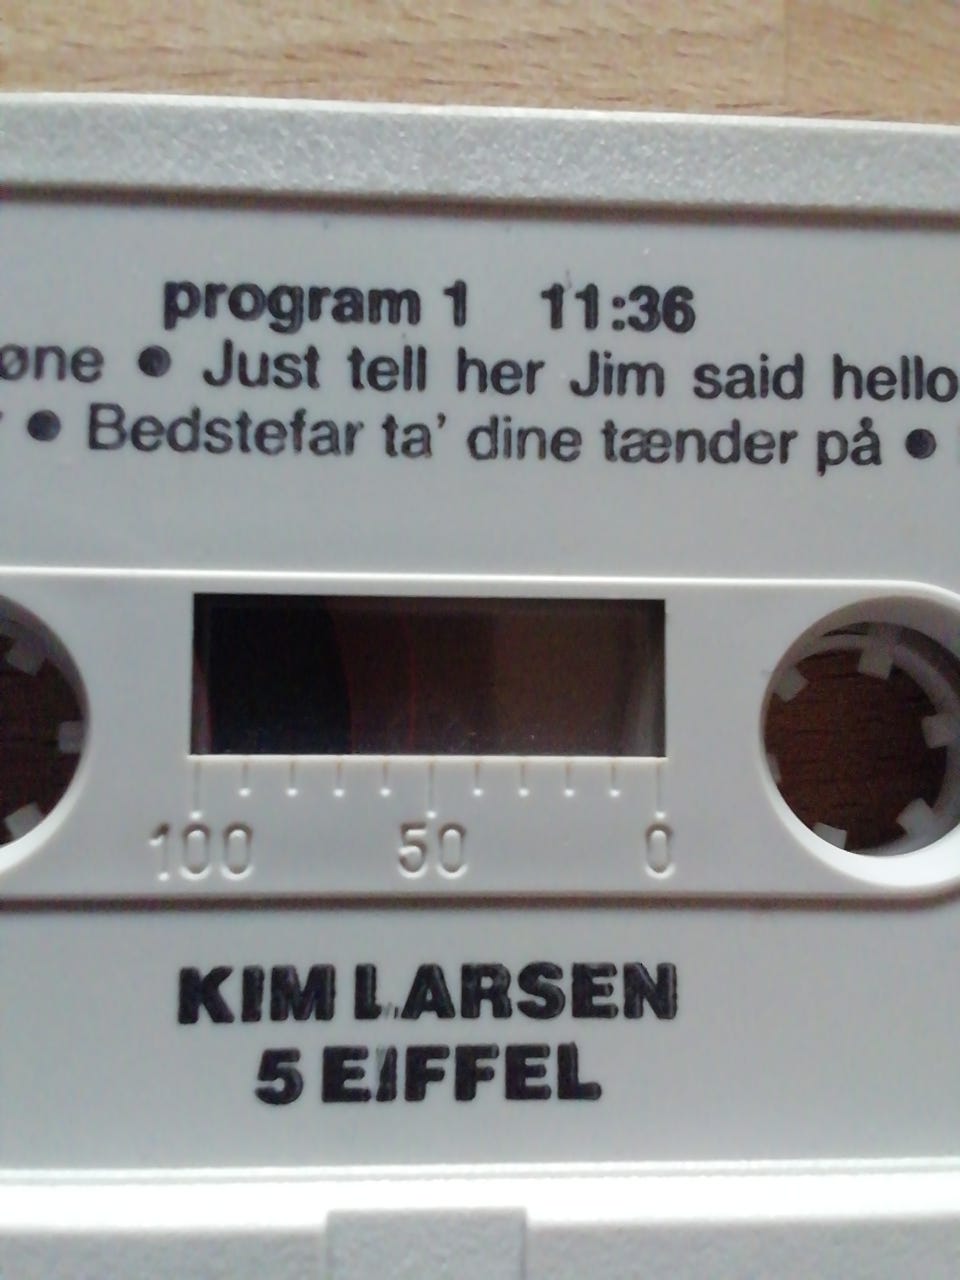 program 1 11:36
øne • Just tell her Jim said hello
• Bedstefar ta' dine tænder på •
100 50 0
KIM LARSEN
5 EIFFEL